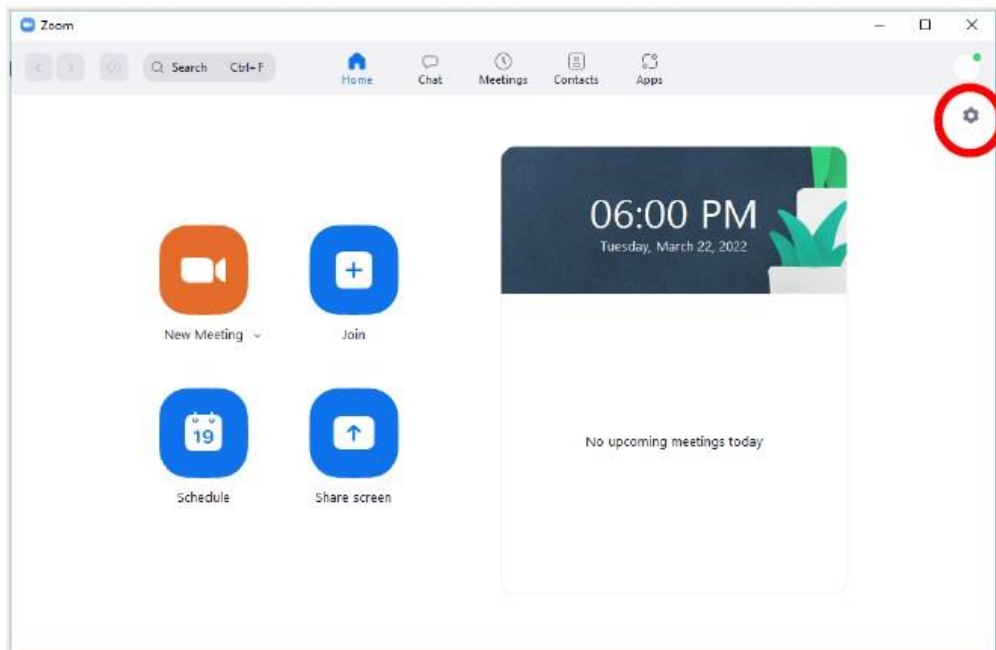 Zoom
Search Ctrl+F
Home
Chat
Meetings
Contacts
Apps
06:00 PM
Tuesday, March 22, 2022
New Meeting
Join
19
Schedule
Share screen
No upcoming meetings today